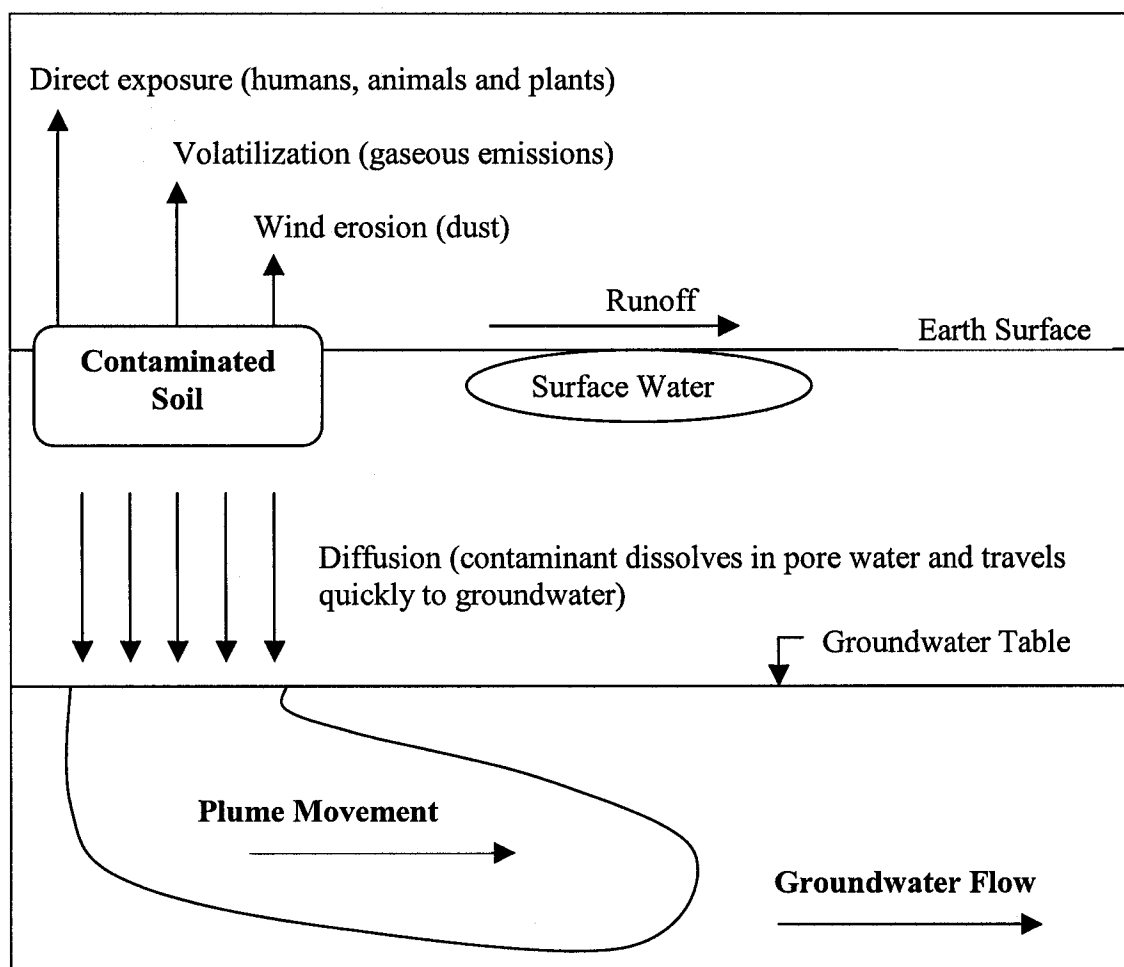 Direct exposure (humans, animals and plants)
Volatilization (gaseous emissions)
Wind erosion (dust)
Runoff
Earth Surface
Contaminated
Soil
Surface Water
Diffusion (contaminant dissolves in pore water and travels
quickly to groundwater)
Groundwater Table
Plume Movement
Groundwater Flow